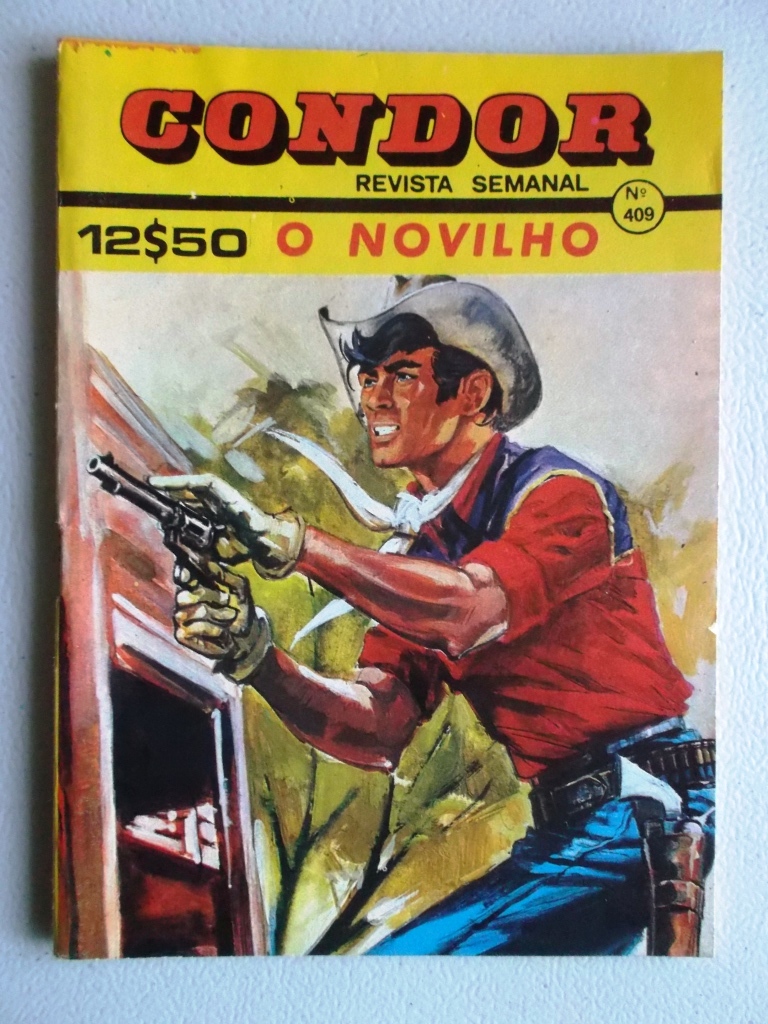 CONDOR
REVISTA SEMANAL
Nº
409
12$50 O NOVILHO